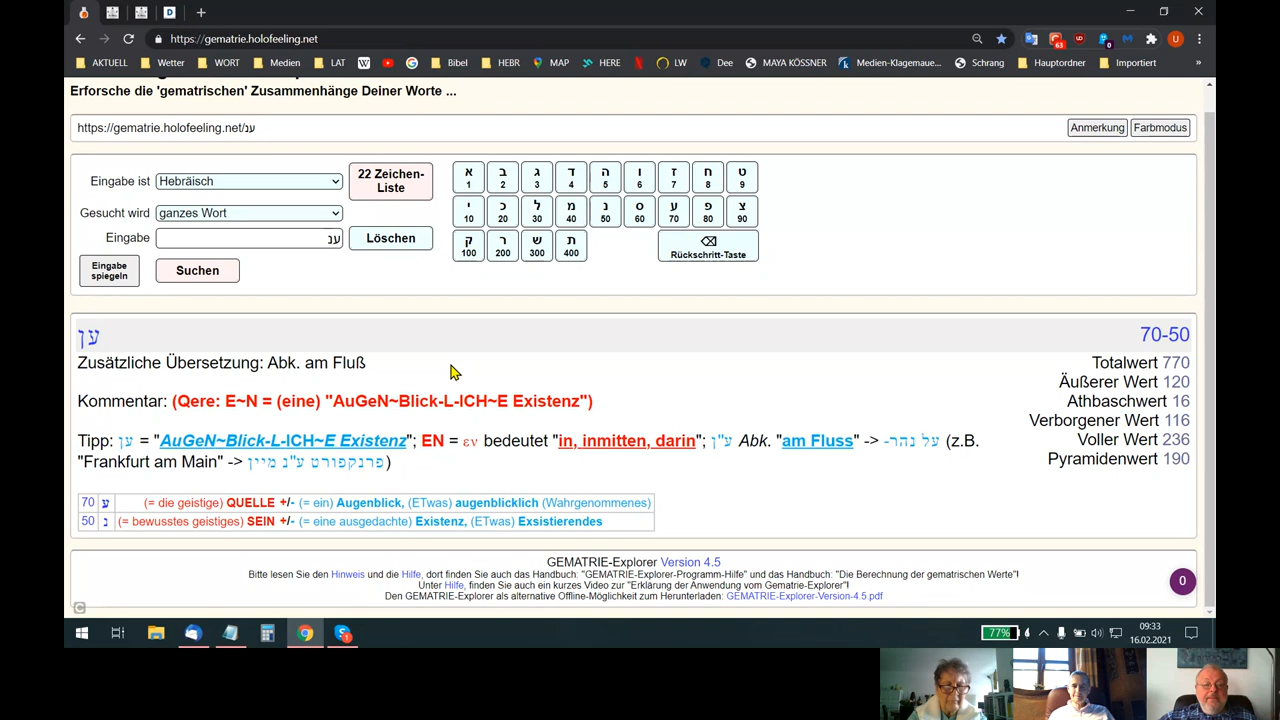 https://gematrie.holofeeling.net
AKTUELL Wetter WORT Medien LAT Google Bibel HEBR MAP HERE LW Dee MAYA KÖSSNER Medien-Klagemaue... Schrang Hauptordner Importiert »
Erforsche die 'gematrischen' Zusammenhänge Deiner Worte ...
https://gematrie.holofeeling.net/ענ
Anmerkung Farbmodus
Eingabe ist Hebräisch
22 Zeichen-Liste
Gesucht wird ganzes Wort
Eingabe ענ Löschen
Eingabe spiegeln Suchen
א ב ג ד ה ו ז ח ט
1 2 3 4 5 6 7 8 9
י כ ל מ נ ס ע פ צ
10 20 30 40 50 60 70 80 90
ק ר ש ת
100 200 300 400 Rückschritt-Taste
ען 70-50
Zusätzliche Übersetzung: Abk. am Fluß
Totalwert 770
Äußerer Wert 120
Kommentar: (Qere: E~N = (eine) "AuGeN~Blick-L-ICH~E Existenz")
Athbaschwert 16
Verborgener Wert 116
Tipp: ען = "AuGeN~Blick-L-ICH~E Existenz"; EN = εν bedeutet "in, inmitten, darin"; ע"ן Abk. "am Fluss" -> על נהר- (z.B.
"Frankfurt am Main" -> פרנקפורט ע"נ מיין)
Voller Wert 236
Pyramidenwert 190
70 ע (= die geistige) QUELLE +/- (= ein) Augenblick, (ETwas) augenblicklich (Wahrgenommenes)
50 נ (= bewusstes geistiges) SEIN +/- (= eine ausgedachte) Existenz, (ETwas) Exsistierendes
GEMATRIE-Explorer Version 4.5
Bitte lesen Sie den Hinweis und die Hilfe, dort finden Sie auch das Handbuch: "GEMATRIE-Explorer-Programm-Hilfe" und das Handbuch: "Die Berechnung der gematrischen Werte"!
Unter Hilfe, finden Sie auch ein kurzes Video zur "Erklärung der Anwendung vom Gematrie-Explorer"!
Den GEMATRIE-Explorer als alternative Offline-Möglichkeit zum Herunterladen: GEMATRIE-Explorer-Version-4.5 pdf
0
77%
09:33
16.02.2021